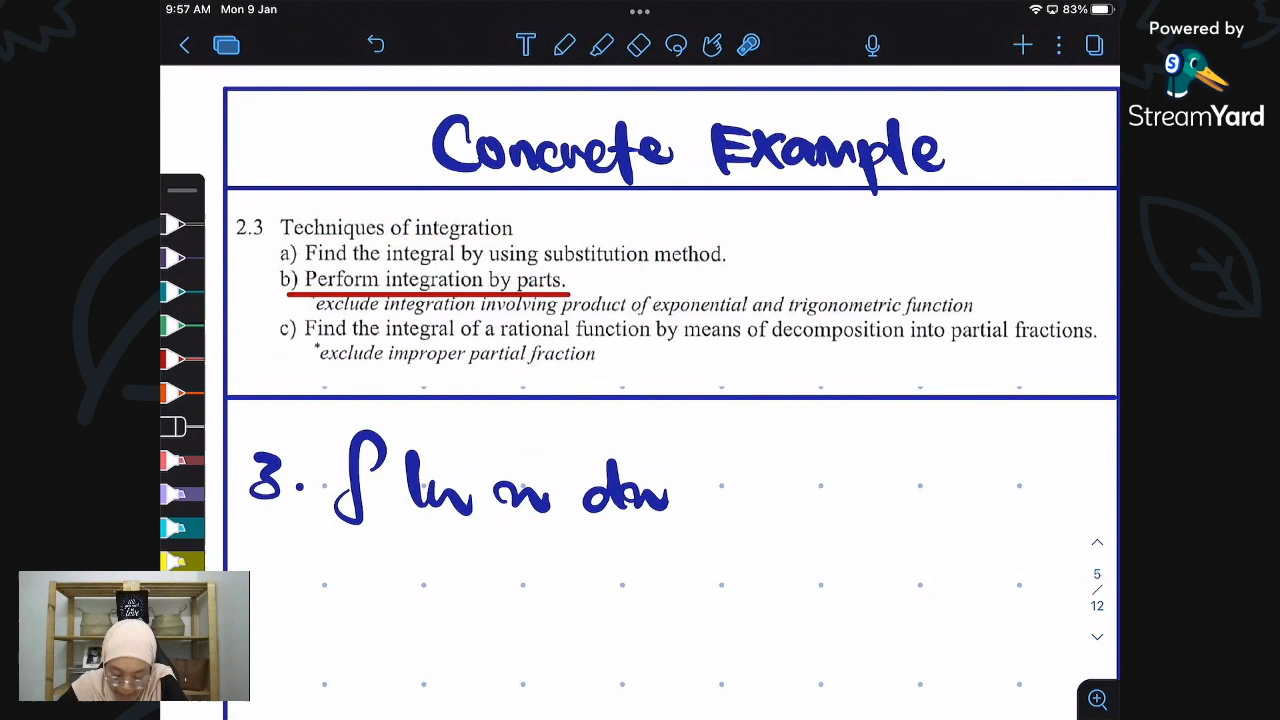 9:57 AM Mon 9 Jan
83%
Powered by
StreamYard
Concrete Example
2.3 Techniques of integration
a) Find the integral by using substitution method.
b) Perform integration by parts.
*exclude integration involving product of exponential and trigonometric function
c) Find the integral of a rational function by means of decomposition into partial fractions.
*exclude improper partial fraction
3. ∫ ln x dx
5
/
12